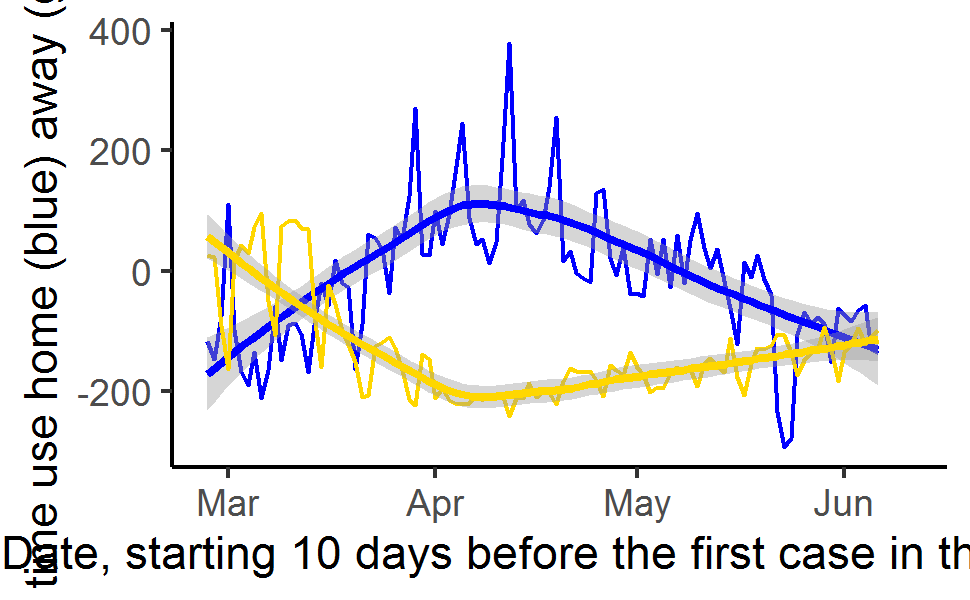 400
200
0
-200
time use home (blue) away (
Mar Apr May Jun
Date, starting 10 days before the first case in th